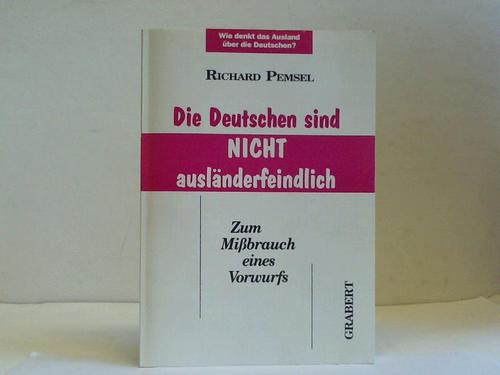 Wie denkt das Ausland
über die Deutschen?
RICHARD PEMSEL
Die Deutschen sind
NICHT
ausländerfeindlich
Zum
Mißbrauch
eines
Vorwurfs
GRABERT